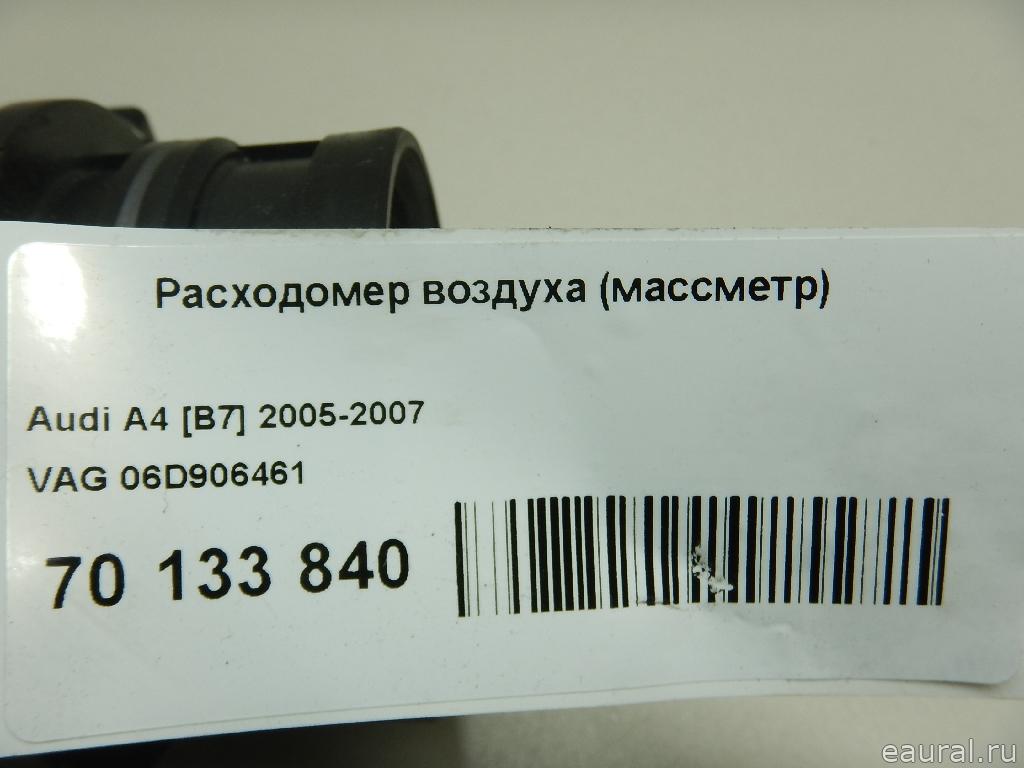 Расходомер воздуха (массметр)
Audi A4 [B7] 2005-2007
VAG 06D906461
70 133 840
eaural.ru